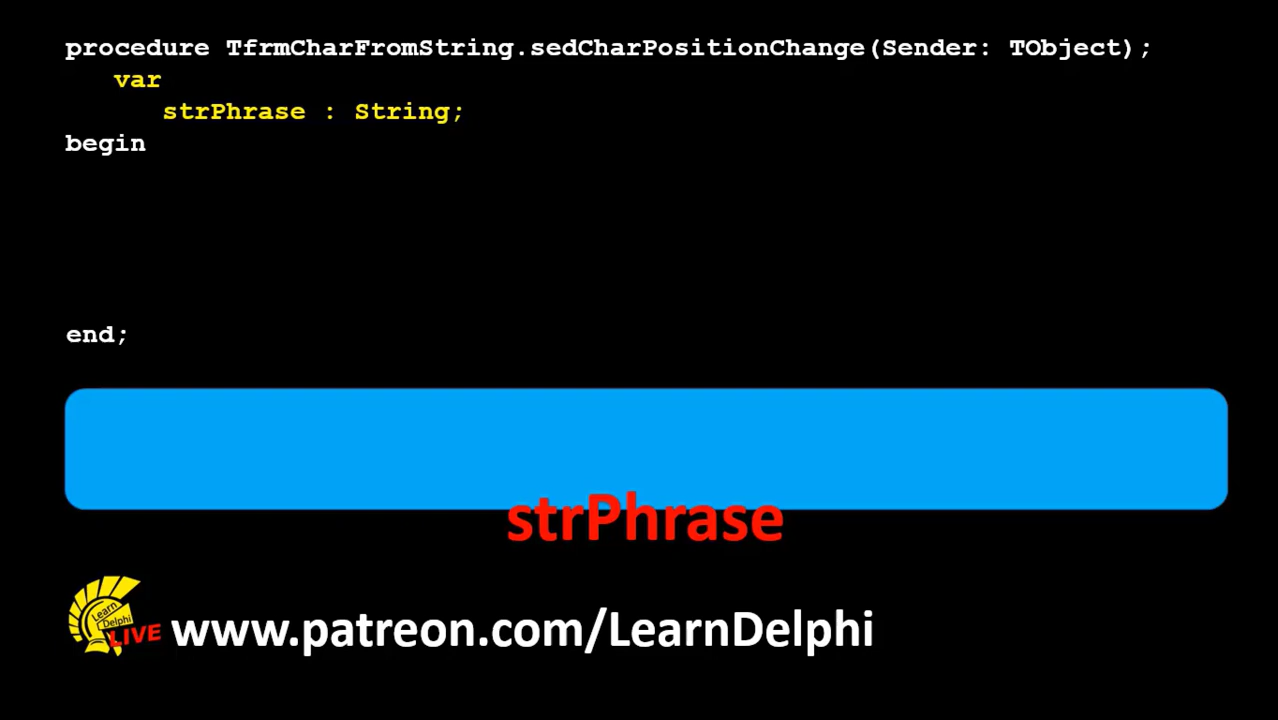 procedure TfrmCharFromString.sedCharPositionChange(Sender: TObject);
var
strPhrase : String;
begin
end;
strPhrase
Learn
Delphi
LIVE
www.patreon.com/LearnDelphi